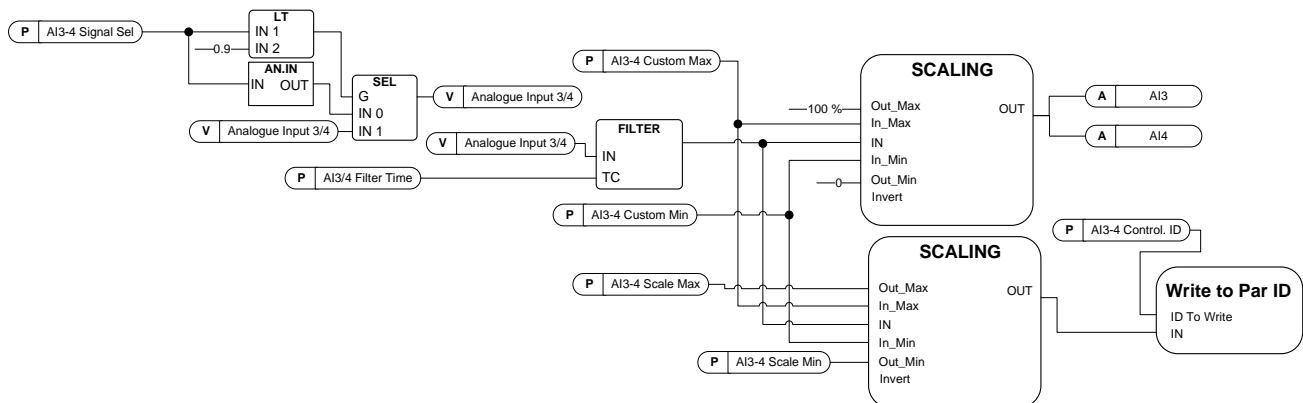 LT
P AI3-4 Signal Sel
IN 1
0.9
IN 2
AN.IN
IN OUT
SEL
G
IN 0
IN 1
V Analogue Input 3/4
V Analogue Input 3/4
V Analogue Input 3/4
P AI3/4 Filter Time
FILTER
IN
TC
P AI3-4 Custom Max
P AI3-4 Custom Min
SCALING
100 %
Out_Max
In_Max
IN
In_Min
0
Out_Min
Invert
OUT
A AI3
A AI4
P AI3-4 Scale Max
P AI3-4 Scale Min
SCALING
Out_Max
In_Max
IN
In_Min
Out_Min
Invert
OUT
P AI3-4 Control. ID
Write to Par ID
ID To Write
IN